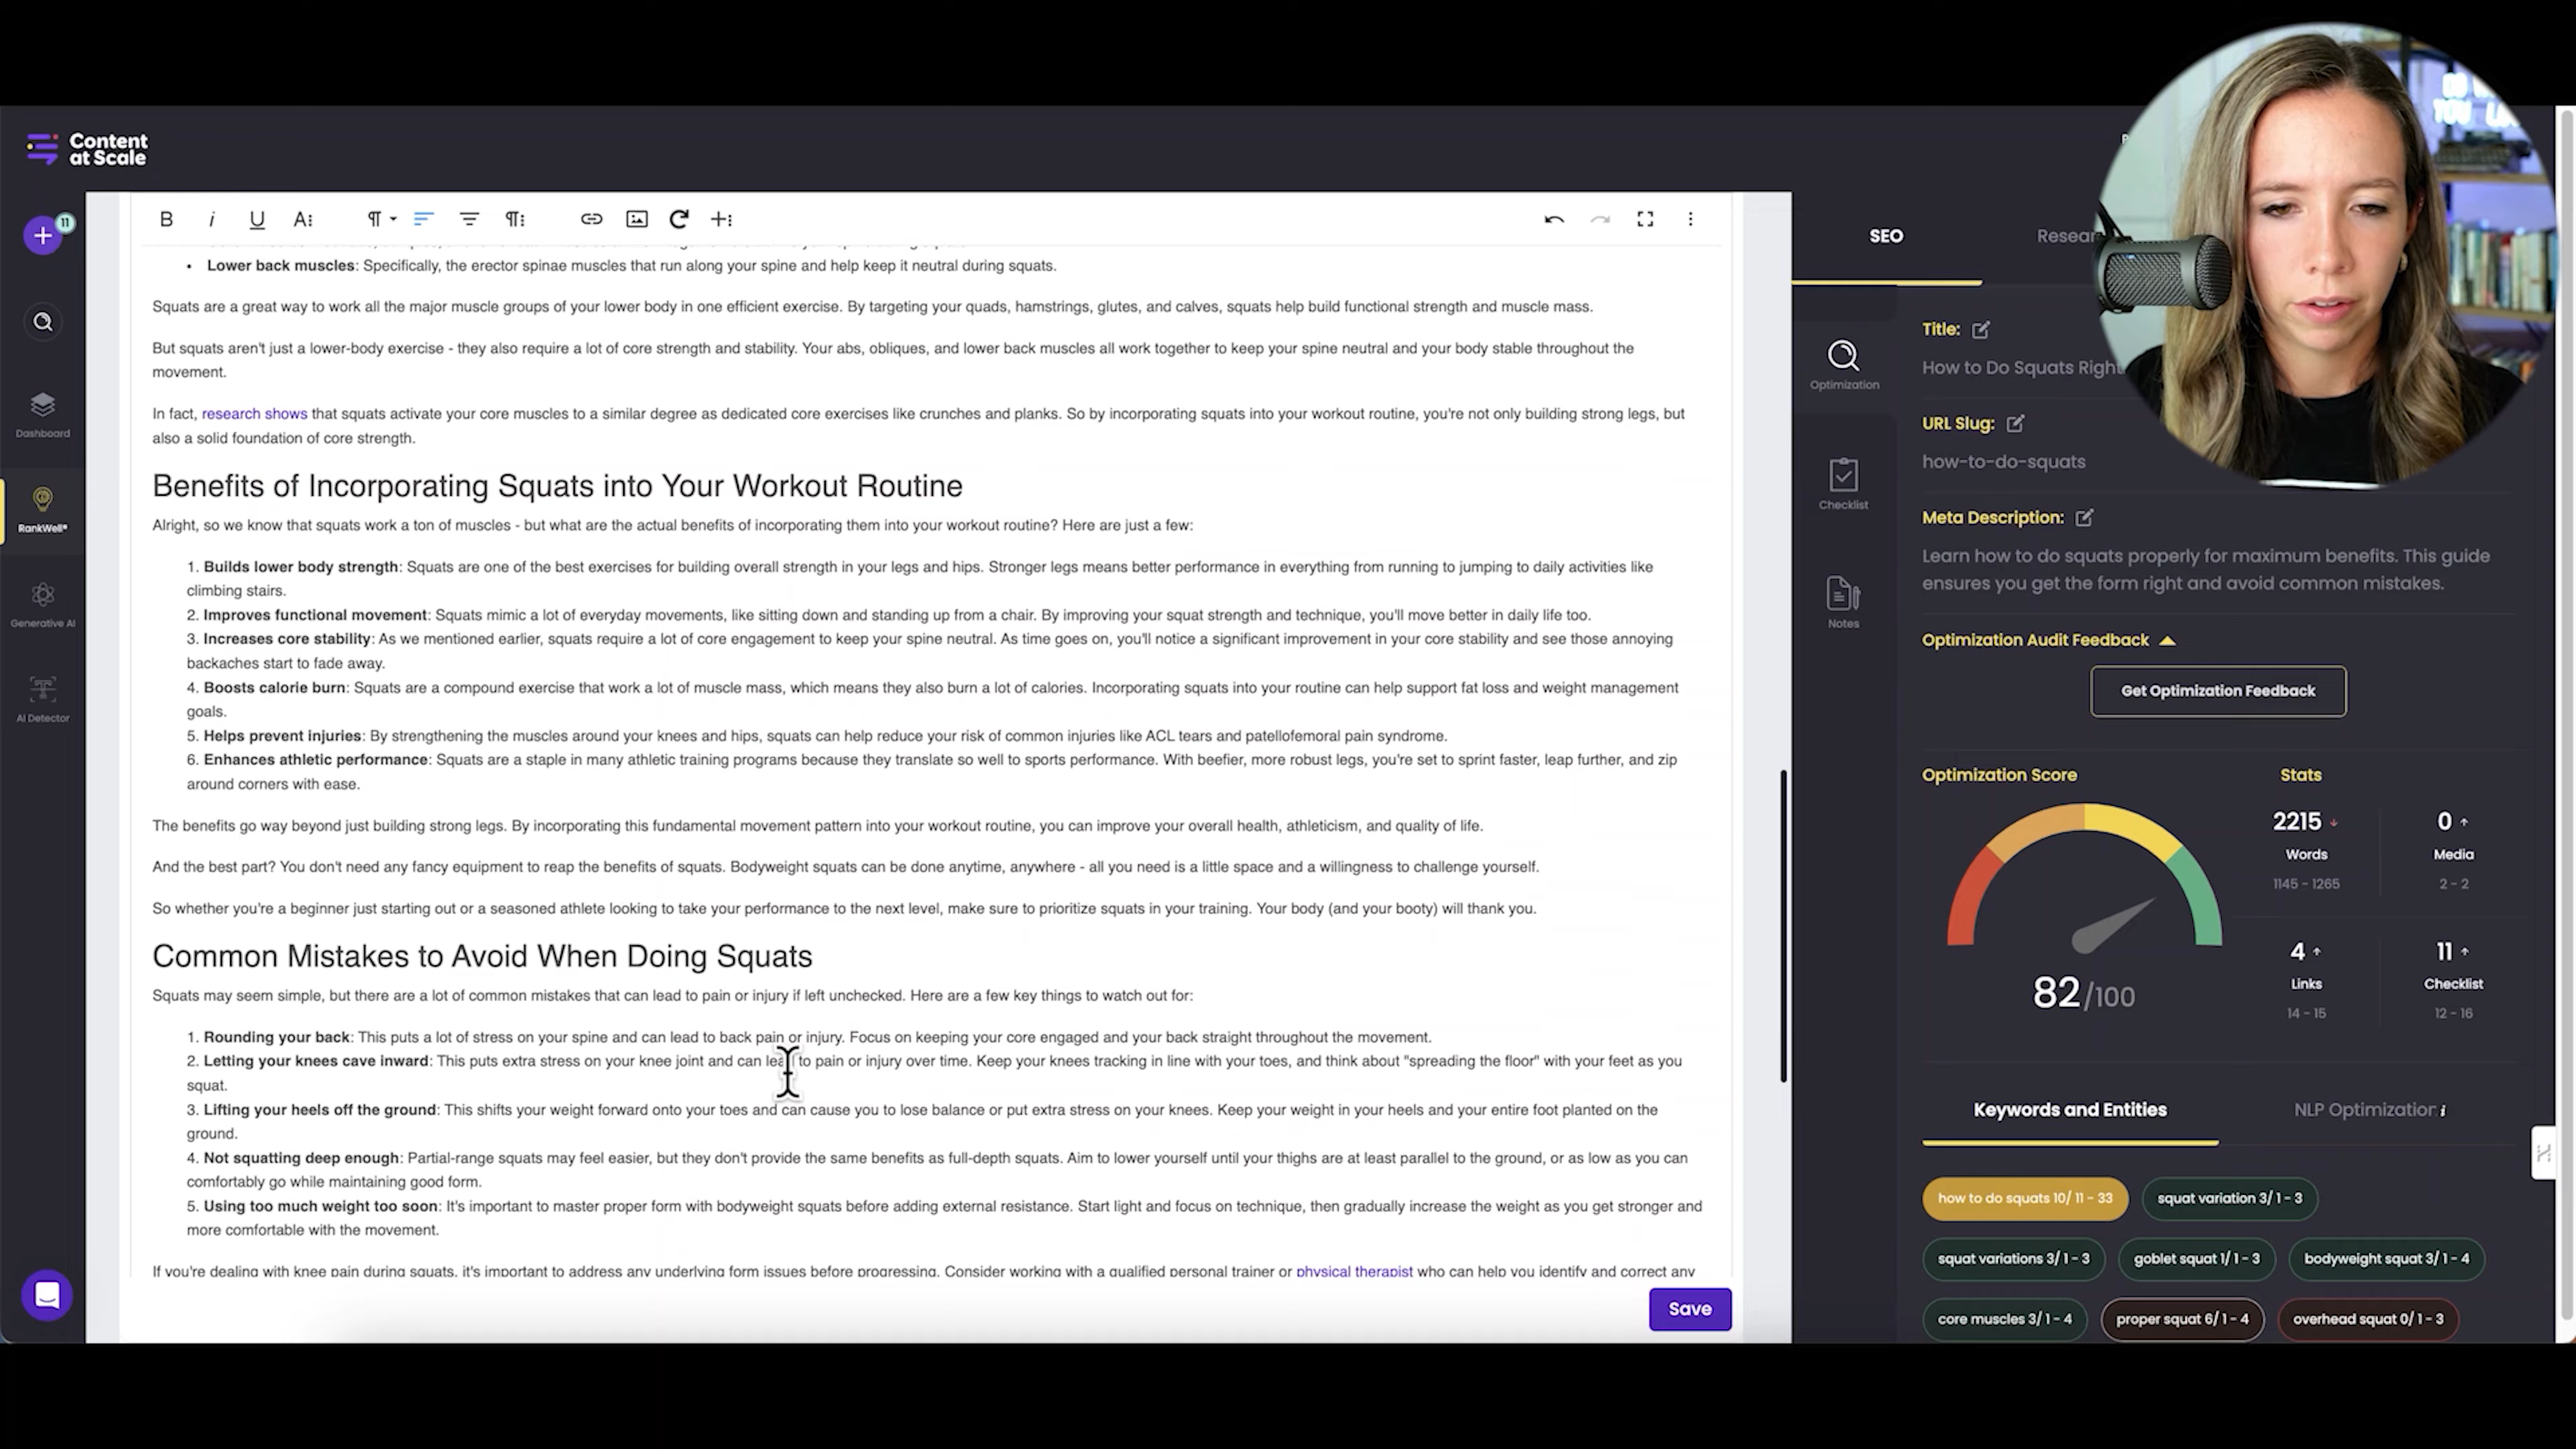 Content
at Scale
11
Dashboard
RankWell®
Generative AI
AI Detector
B i U A
• Lower back muscles: Specifically, the erector spinae muscles that run along your spine and help keep it neutral during squats.
Squats are a great way to work all the major muscle groups of your lower body in one efficient exercise. By targeting your quads, hamstrings, glutes, and calves, squats help build functional strength and muscle mass.
But squats aren't just a lower-body exercise - they also require a lot of core strength and stability. Your abs, obliques, and lower back muscles all work together to keep your spine neutral and your body stable throughout the
movement.
In fact, research shows that squats activate your core muscles to a similar degree as dedicated core exercises like crunches and planks. So by incorporating squats into your workout routine, you're not only building strong legs, but
also a solid foundation of core strength.
Benefits of Incorporating Squats into Your Workout Routine
Alright, so we know that squats work a ton of muscles - but what are the actual benefits of incorporating them into your workout routine? Here are just a few:
1. Builds lower body strength: Squats are one of the best exercises for building overall strength in your legs and hips. Stronger legs means better performance in everything from running to jumping to daily activities like
climbing stairs.
2. Improves functional movement: Squats mimic a lot of everyday movements, like sitting down and standing up from a chair. By improving your squat strength and technique, you'll move better in daily life too.
3. Increases core stability: As we mentioned earlier, squats require a lot of core engagement to keep your spine neutral. As time goes on, you'll notice a significant improvement in your core stability and see those annoying
backaches start to fade away.
4. Boosts calorie burn: Squats are a compound exercise that work a lot of muscle mass, which means they also burn a lot of calories. Incorporating squats into your routine can help support fat loss and weight management
goals.
5. Helps prevent injuries: By strengthening the muscles around your knees and hips, squats can help reduce your risk of common injuries like ACL tears and patellofemoral pain syndrome.
6. Enhances athletic performance: Squats are a staple in many athletic training programs because they translate so well to sports performance. With beefier, more robust legs, you're set to sprint faster, leap further, and zip
around corners with ease.
The benefits go way beyond just building strong legs. By incorporating this fundamental movement pattern into your workout routine, you can improve your overall health, athleticism, and quality of life.
And the best part? You don't need any fancy equipment to reap the benefits of squats. Bodyweight squats can be done anytime, anywhere - all you need is a little space and a willingness to challenge yourself.
So whether you're a beginner just starting out or a seasoned athlete looking to take your performance to the next level, make sure to prioritize squats in your training. Your body (and your booty) will thank you.
Common Mistakes to Avoid When Doing Squats
Squats may seem simple, but there are a lot of common mistakes that can lead to pain or injury if left unchecked. Here are a few key things to watch out for:
1. Rounding your back: This puts a lot of stress on your spine and can lead to back pain or injury. Focus on keeping your core engaged and your back straight throughout the movement.
2. Letting your knees cave inward: This puts extra stress on your knee joint and can lead to pain or injury over time. Keep your knees tracking in line with your toes, and think about "spreading the floor" with your feet as you
squat.
3. Lifting your heels off the ground: This shifts your weight forward onto your toes and can cause you to lose balance or put extra stress on your knees. Keep your weight in your heels and your entire foot planted on the
ground.
4. Not squatting deep enough: Partial-range squats may feel easier, but they don't provide the same benefits as full-depth squats. Aim to lower yourself until your thighs are at least parallel to the ground, or as low as you can
comfortably go while maintaining good form.
5. Using too much weight too soon: It's important to master proper form with bodyweight squats before adding external resistance. Start light and focus on technique, then gradually increase the weight as you get stronger and
more comfortable with the movement.
If you're dealing with knee pain during squats, it's important to address any underlying form issues before progressing. Consider working with a qualified personal trainer or physical therapist who can help you identify and correct any
Save
SEO
Resear
Optimization
Checklist
Notes
Title:
How to Do Squats Right
URL Slug:
how-to-do-squats
Meta Description:
Learn how to do squats properly for maximum benefits. This guide
ensures you get the form right and avoid common mistakes.
Optimization Audit Feedback
Get Optimization Feedback
Optimization Score
82/100
Stats
2215
Words
1145 - 1265
0
Media
2 - 2
4
Links
14 - 15
11
Checklist
12 - 16
Keywords and Entities
NLP Optimization i
how to do squats 10/ 11 - 33
squat variation 3/ 1 - 3
squat variations 3/ 1 - 3
goblet squat 1/ 1 - 3
bodyweight squat 3/ 1 - 4
core muscles 3/ 1 - 4
proper squat 6/ 1 - 4
overhead squat 0/ 1 - 3